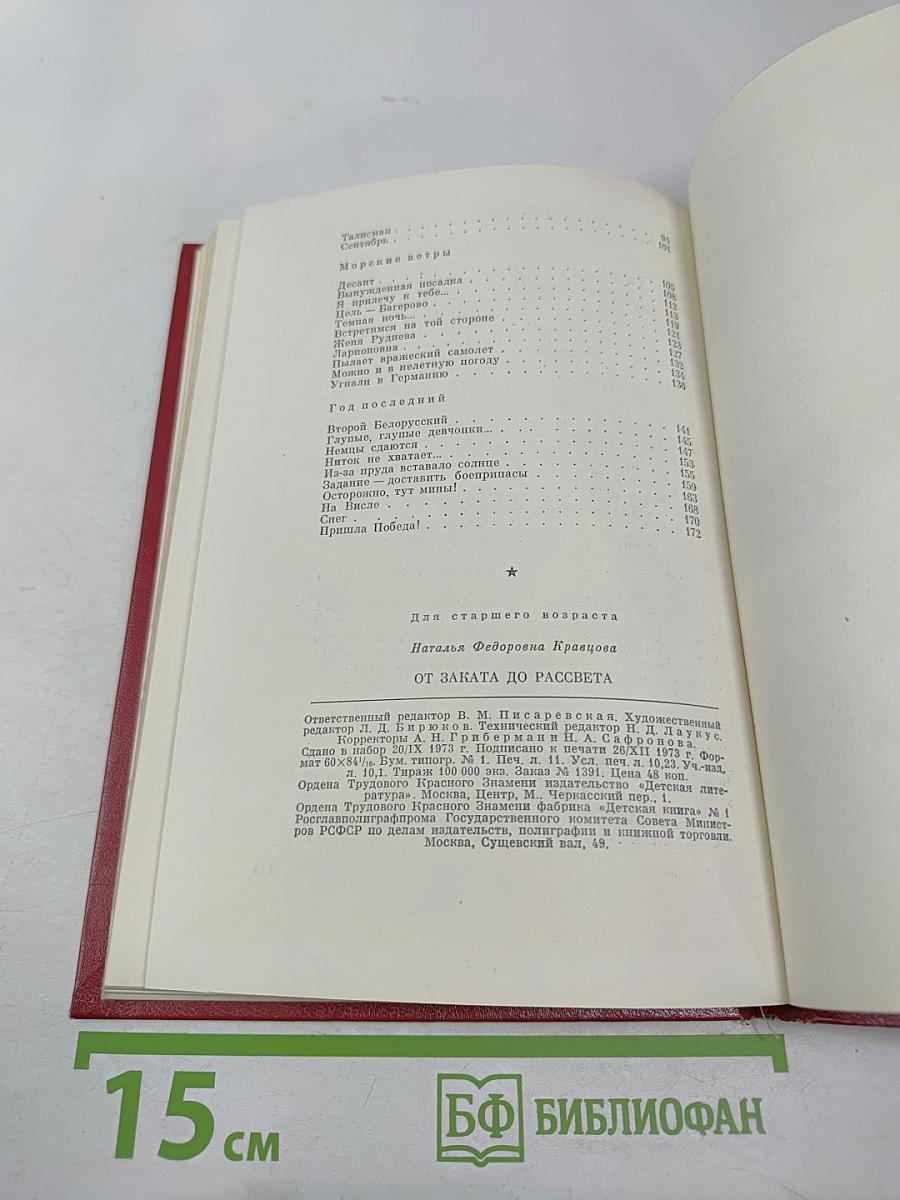 Талисман . . . . . . . . . . . . . . . . 94
Сентябрь . . . . . . . . . . . . . . . . 101
Морские ветры
Десант . . . . . . . . . . . . . . . . 105
Вынужденная посадка . . . . . . . . . . . . 108
Я прилечу к тебе... . . . . . . . . . . . . 112
Цель — Багерово . . . . . . . . . . . . . 113
Темная ночь... . . . . . . . . . . . . . 119
Встретимся на той стороне . . . . . . . . . . 121
Женя Руднева . . . . . . . . . . . . . . 123
Ларионовна . . . . . . . . . . . . . . . 127
Пылает вражеский самолет . . . . . . . . . . 132
Можно и в нелетную погоду . . . . . . . . . . 134
Угнали в Германию . . . . . . . . . . . . 136
Год последний
Второй Белорусский . . . . . . . . . . . . 141
Глупые, глупые девчонки... . . . . . . . . . . 145
Немцы сдаются . . . . . . . . . . . . . . 147
Ниток не хватает... . . . . . . . . . . . . 153
Из-за пруда вставало солнце . . . . . . . . . 155
Задание — доставить боеприпасы . . . . . . . . 159
Осторожно, тут мины! . . . . . . . . . . . 163
На Висле . . . . . . . . . . . . . . . . 168
Снег . . . . . . . . . . . . . . . . . 170
Пришла Победа! . . . . . . . . . . . . . 172
Для старшего возраста
Наталья Федоровна Кравцова
ОТ ЗАКАТА ДО РАССВЕТА
Ответственный редактор В. М. Писаревская. Художественный
редактор Л. Д. Бирюков. Технический редактор Н. Д. Лаукус.
Корректоры А. Н. Гриберман и Н. А. Сафронова.
Сдано в набор 20/IX 1973 г. Подписано к печати 26/XII 1973 г. Фор-
мат 60×84¹/₁₆. Бум. типогр. № 1. Печ. л. 11. Усл. печ. л. 10,23. Уч.-изд.
л. 10,1. Тираж 100 000 экз. Заказ № 1391. Цена 48 коп.
Ордена Трудового Красного Знамени издательство «Детская лите-
ратура». Москва, Центр, М. Черкасский пер., 1.
Ордена Трудового Красного Знамени фабрика «Детская книга» № 1
Росглавполиграфпрома Государственного комитета Совета Минист-
ров РСФСР по делам издательств, полиграфии и книжной торговли.
Москва, Сущевский вал, 49.
15 см
БФ БИБЛИОФАН